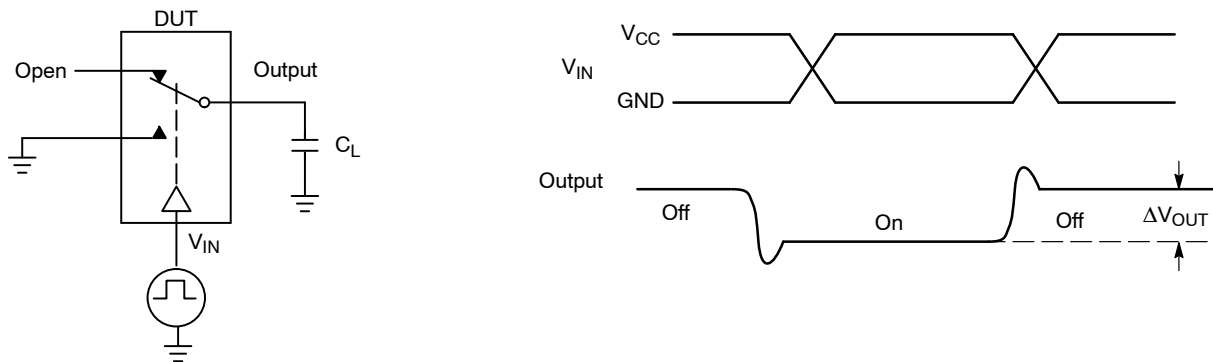 DUT
Open
Output
C_L
V_IN
V_CC
V_IN
GND
Output
Off
On
Off
ΔV_OUT